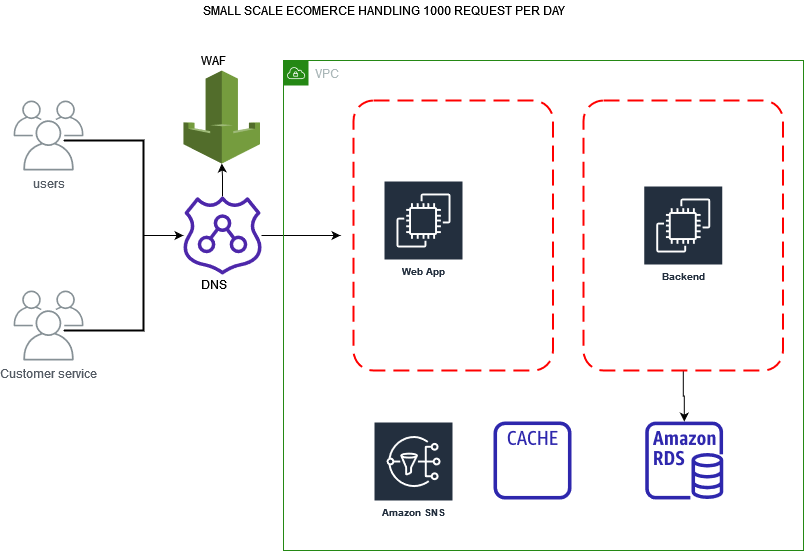 SMALL SCALE ECOMERCE HANDLING 1000 REQUEST PER DAY
WAF
VPC
users
DNS
Web App
Backend
Customer service
CACHE
Amazon
RDS
Amazon SNS